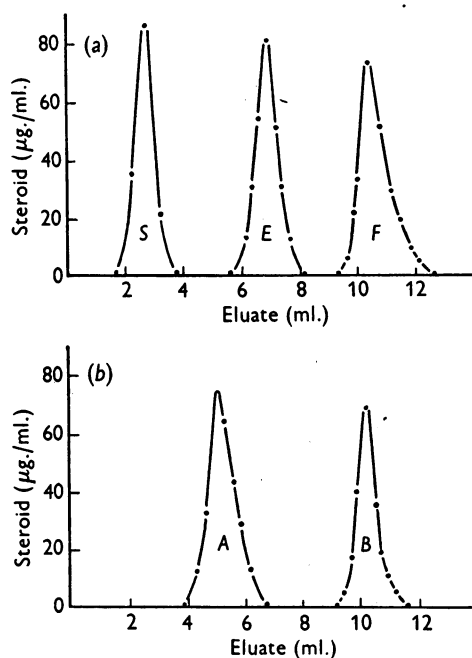 (a)
80
60
40
20
0
Steroid (μg./ml.)
S
E
F
2 4 6 8 10 12
Eluate (ml.)
(b)
80
60
40
20
0
Steroid (μg./ml.)
A
B
2 4 6 8 10 12
Eluate (ml.)